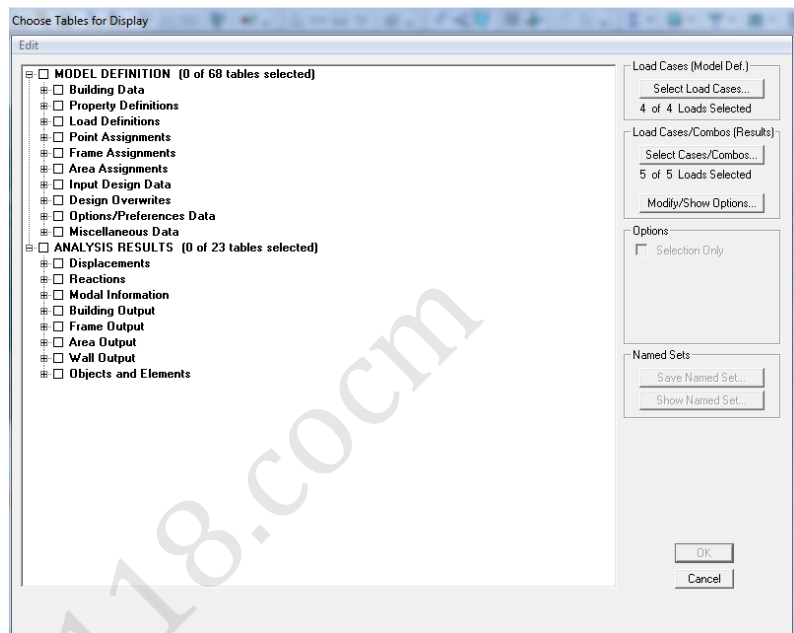 Choose Tables for Display
Edit
MODEL DEFINITION (0 of 68 tables selected)
Building Data
Property Definitions
Load Definitions
Point Assignments
Frame Assignments
Area Assignments
Input Design Data
Design Overwrites
Options/Preferences Data
Miscellaneous Data
ANALYSIS RESULTS (0 of 23 tables selected)
Displacements
Reactions
Modal Information
Building Output
Frame Output
Area Output
Wall Output
Objects and Elements
Load Cases (Model Def.)
Select Load Cases...
4 of 4 Loads Selected
Load Cases/Combos (Results)
Select Cases/Combos...
5 of 5 Loads Selected
Modify/Show Options...
Options
Selection Only
Named Sets
Save Named Set...
Show Named Set...
OK
Cancel
118.cocm